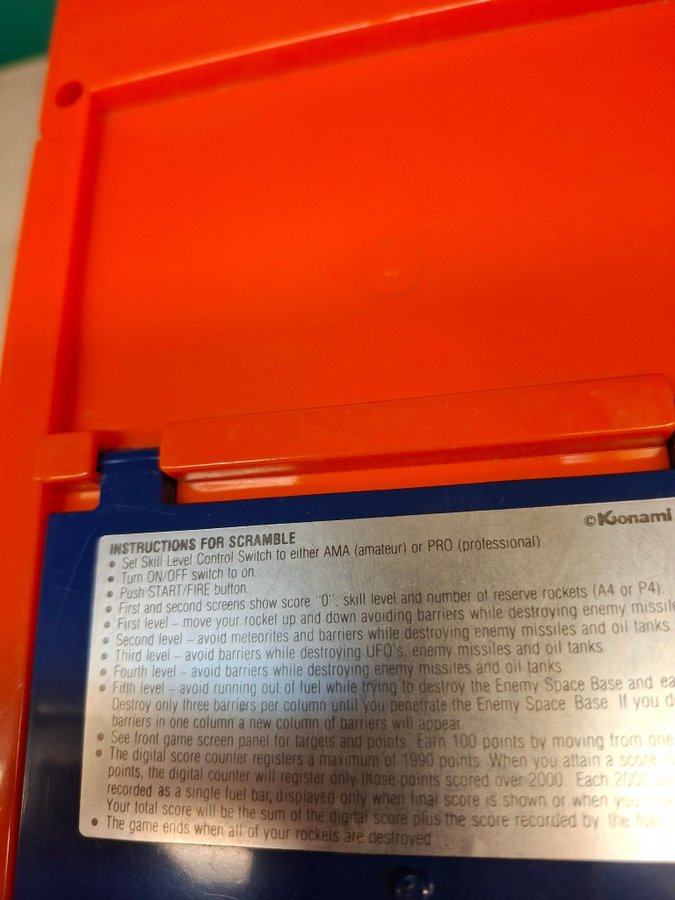 ©Konami
INSTRUCTIONS FOR SCRAMBLE
• Set Skill Level Control Switch to either AMA (amateur) or PRO (professional)
• Turn ON/OFF switch to on
• Push START/FIRE button.
• First and second screens show score "0", skill level and number of reserve rockets (A4 or P4).
• First level – move your rocket up and down avoiding barriers while destroying enemy missile
• Second level – avoid meteorites and barriers while destroying enemy missiles and oil tanks.
• Third level – avoid barriers while destroying UFO's, enemy missiles and oil tanks.
• Fourth level – avoid barriers while destroying enemy missiles and oil tanks
• Fifth level – avoid running out of fuel while trying to destroy the Enemy Space Base and ea
Destroy only three barriers per column until you penetrate the Enemy Space Base. If you d
barriers in one column a new column of barriers will appear.
• See front game screen panel for targets and points. Earn 100 points by moving from one
• The digital score counter registers a maximum of 1990 points. When you attain a score
points, the digital counter will register only those points scored over 2000. Each 2000
recorded as a single fuel bar, displayed only when final score is shown or when you
Your total score will be the sum of the digital score plus the score recorded by the fuel
• The game ends when all of your rockets are destroyed